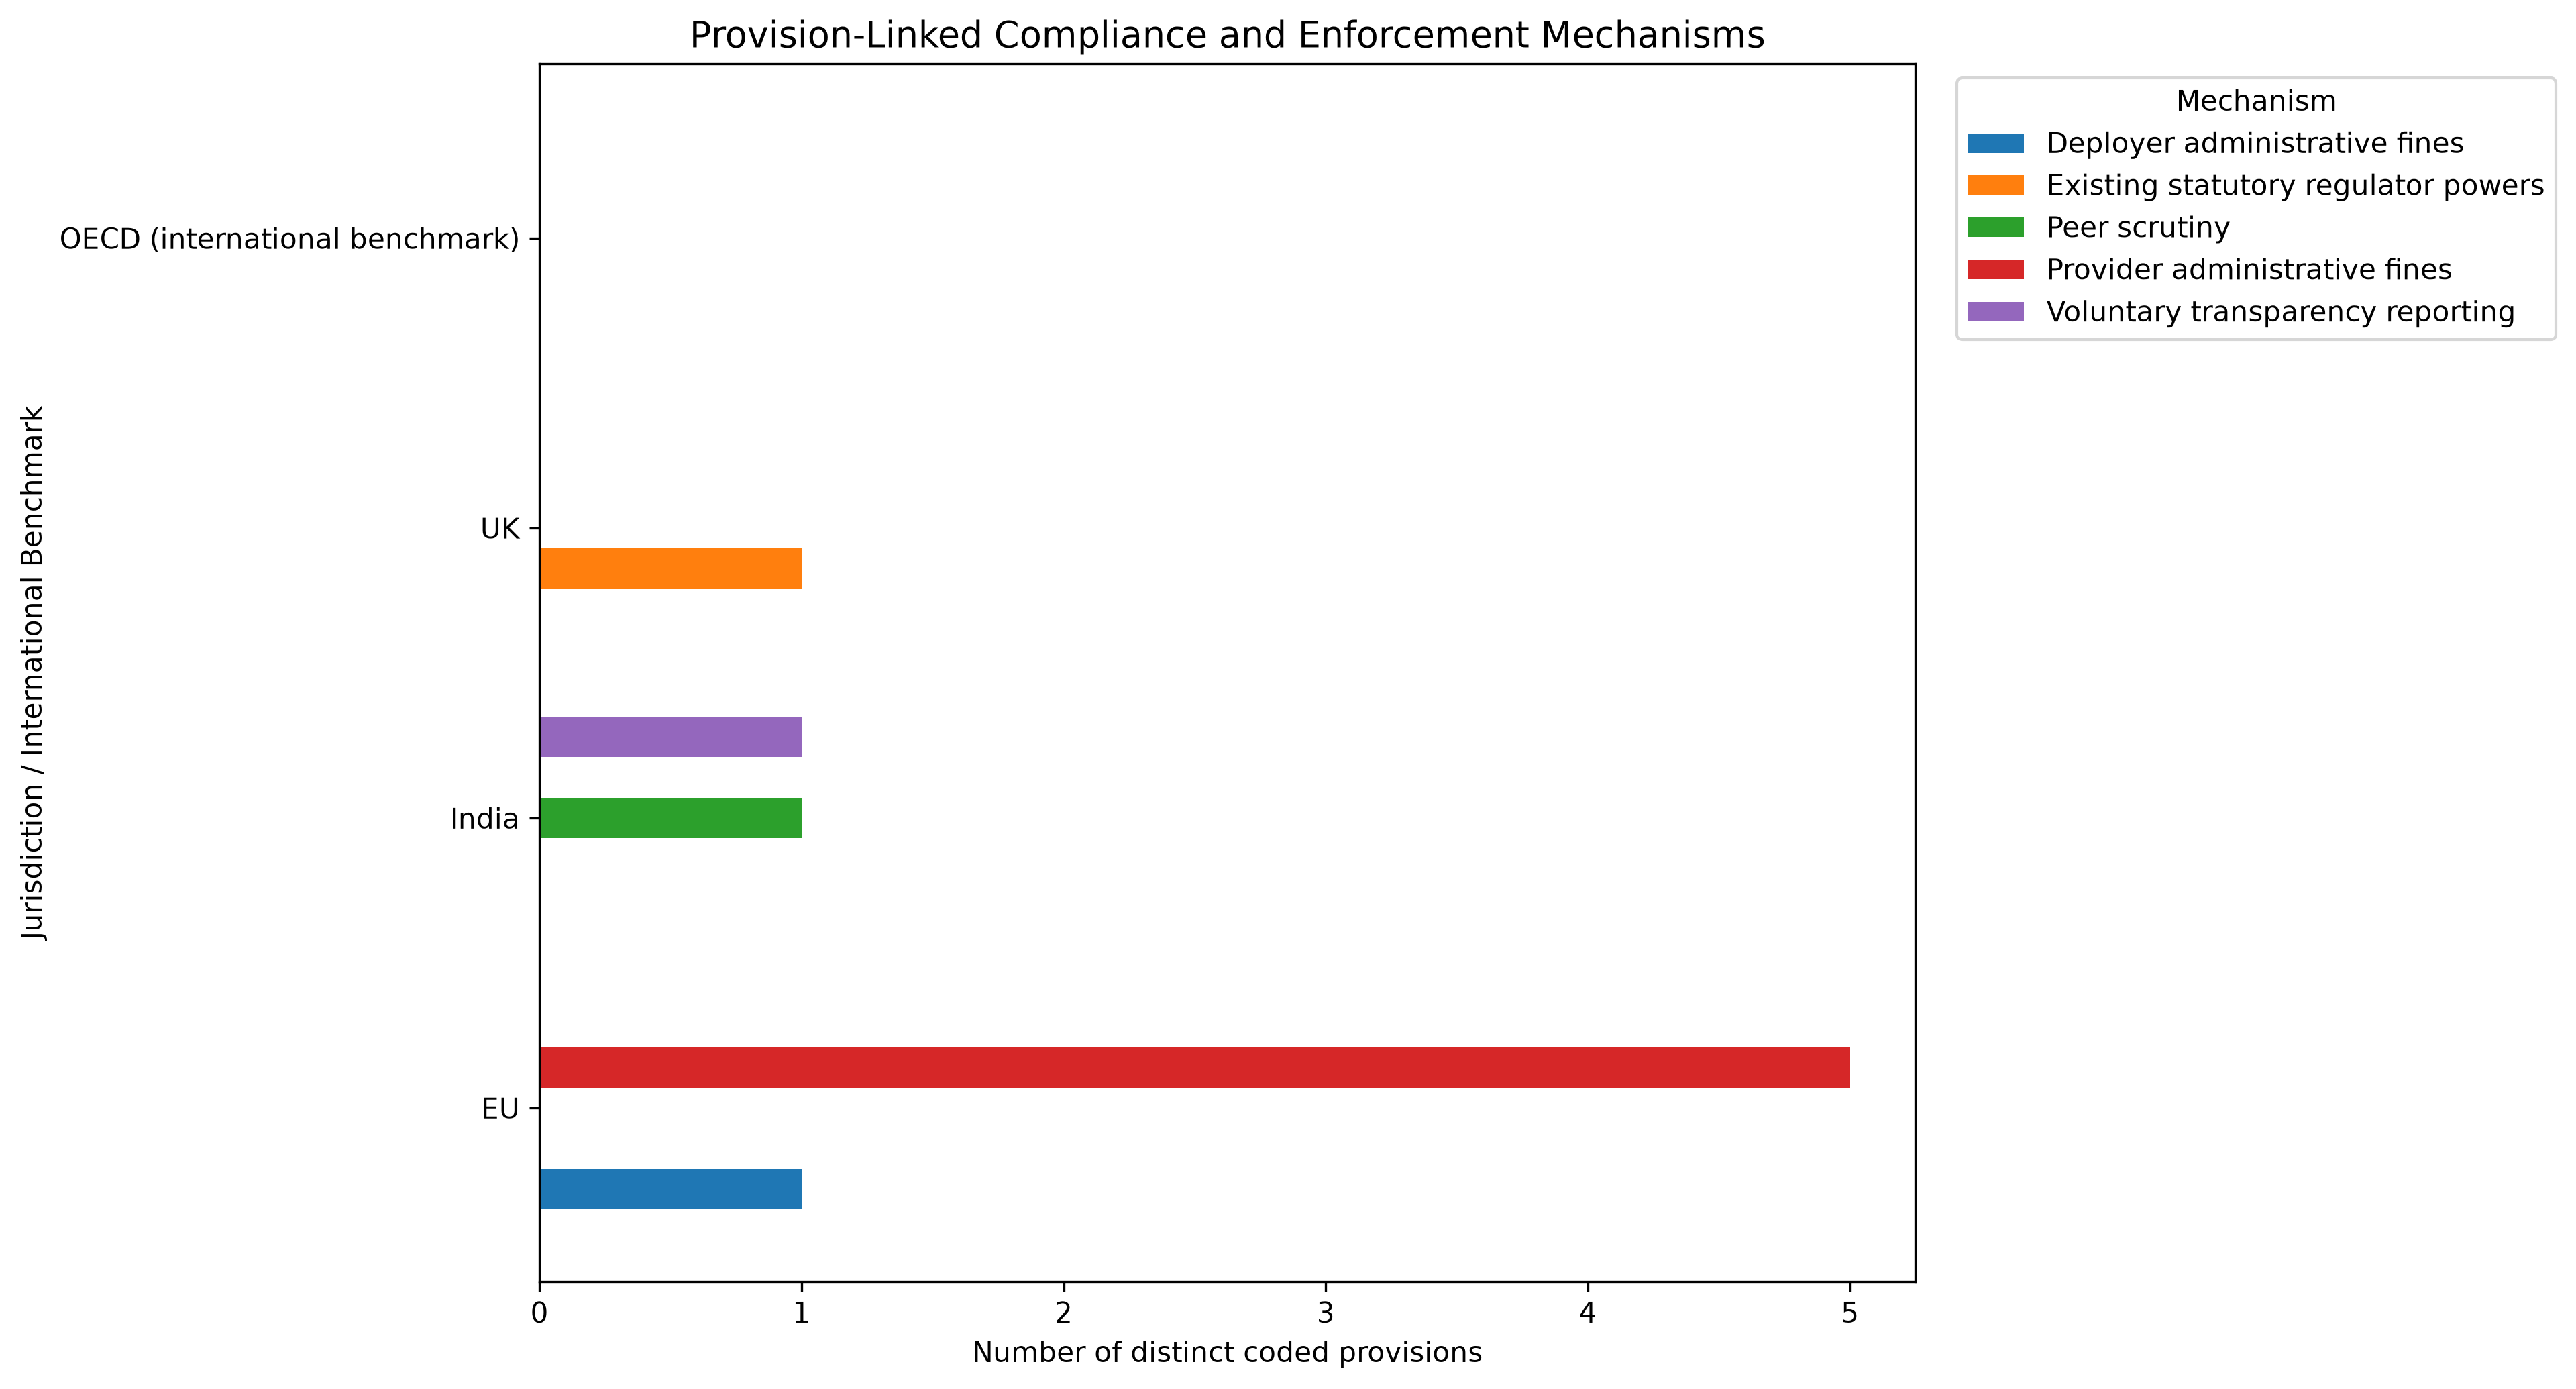 Provision-Linked Compliance and Enforcement Mechanisms
Mechanism
Deployer administrative fines
Existing statutory regulator powers
Peer scrutiny
Provider administrative fines
Voluntary transparency reporting
Jurisdiction / International Benchmark
OECD (international benchmark)
UK
India
EU
0 1 2 3 4 5
Number of distinct coded provisions